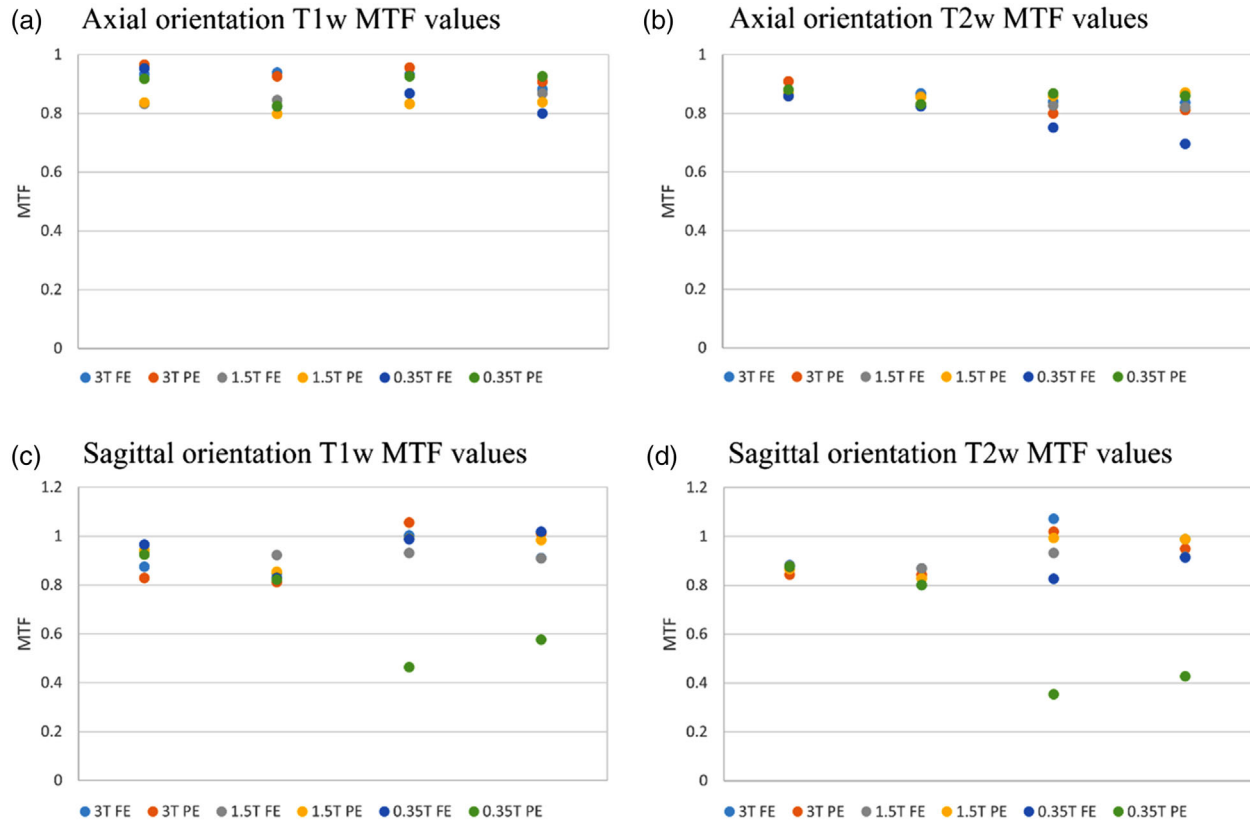 (a) Axial orientation T1w MTF values
1
0.8
0.6
0.4
0.2
0
MTF
3T FE 3T PE 1.5T FE 1.5T PE 0.35T FE 0.35T PE
(b) Axial orientation T2w MTF values
1
0.8
0.6
0.4
0.2
0
MTF
3T FE 3T PE 1.5T FE 1.5T PE 0.35T FE 0.35T PE
(c) Sagittal orientation T1w MTF values
1.2
1
0.8
0.6
0.4
0.2
0
MTF
3T FE 3T PE 1.5T FE 1.5T PE 0.35T FE 0.35T PE
(d) Sagittal orientation T2w MTF values
1.2
1
0.8
0.6
0.4
0.2
0
MTF
3T FE 3T PE 1.5T FE 1.5T PE 0.35T FE 0.35T PE